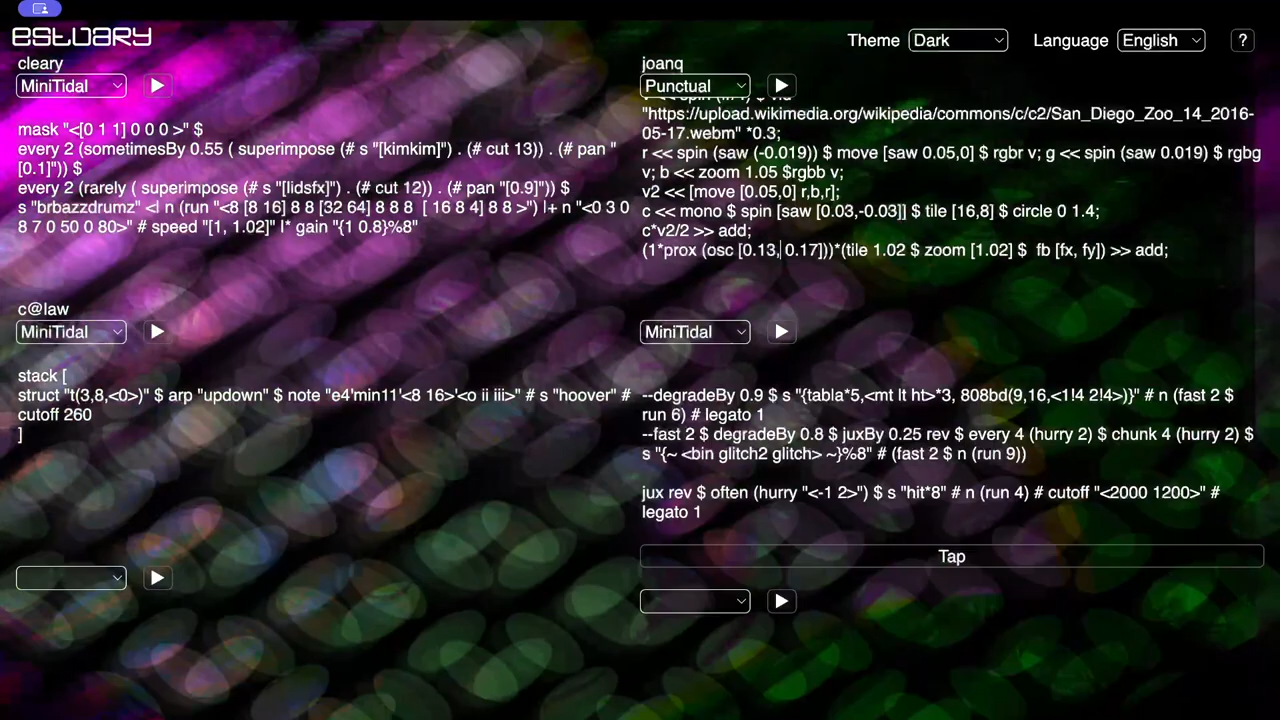 ESTUARY
Theme Dark Language English ?
cleary
MiniTidal
mask "<[0 1 1] 0 0 0 >" $
every 2 (sometimesBy 0.55 ( superimpose (# s "[kimkim]") . (# cut 13)) . (# pan "
[0.1]")) $
every 2 (rarely ( superimpose (# s "[lidsfx]") . (# cut 12)) . (# pan "[0.9]")) $
s "brbazzdrumz" <| n (run "<8 [8 16] 8 8 [32 64] 8 8 8  [ 16 8 4] 8 8 >") |+ n "<0 3 0
8 7 0 50 0 80>" # speed "[1, 1.02]" |* gain "{1 0.8}%8"
joanq
Punctual
"https://upload.wikimedia.org/wikipedia/commons/c/c2/San_Diego_Zoo_14_2016-
05-17.webm" *0.3;
r << spin (saw (-0.019)) $ move [saw 0.05,0] $ rgbr v; g << spin (saw 0.019) $ rgbg
v; b << zoom 1.05 $rgbb v;
v2 << [move [0.05,0] r,b,r];
c << mono $ spin [saw [0.03,-0.03]] $ tile [16,8] $ circle 0 1.4;
c*v2/2 >> add;
(1*prox (osc [0.13, 0.17]))*(tile 1.02 $ zoom [1.02] $  fb [fx, fy]) >> add;
c@law
MiniTidal
stack [
struct "t(3,8,<0>)" $ arp "updown" $ note "e4'min11'<8 16>'<o ii iii>" # s "hoover" #
cutoff 260
]
MiniTidal
--degradeBy 0.9 $ s "{tabla*5,<mt lt ht>*3, 808bd(9,16,<1!4 2!4>)}" # n (fast 2 $
run 6) # legato 1
--fast 2 $ degradeBy 0.8 $ juxBy 0.25 rev $ every 4 (hurry 2) $ chunk 4 (hurry 2) $
s "{~ <bin glitch2 glitch> ~}%8" # (fast 2 $ n (run 9))
jux rev $ often (hurry "<-1 2>") $ s "hit*8" # n (run 4) # cutoff "<2000 1200>" #
legato 1
Tap